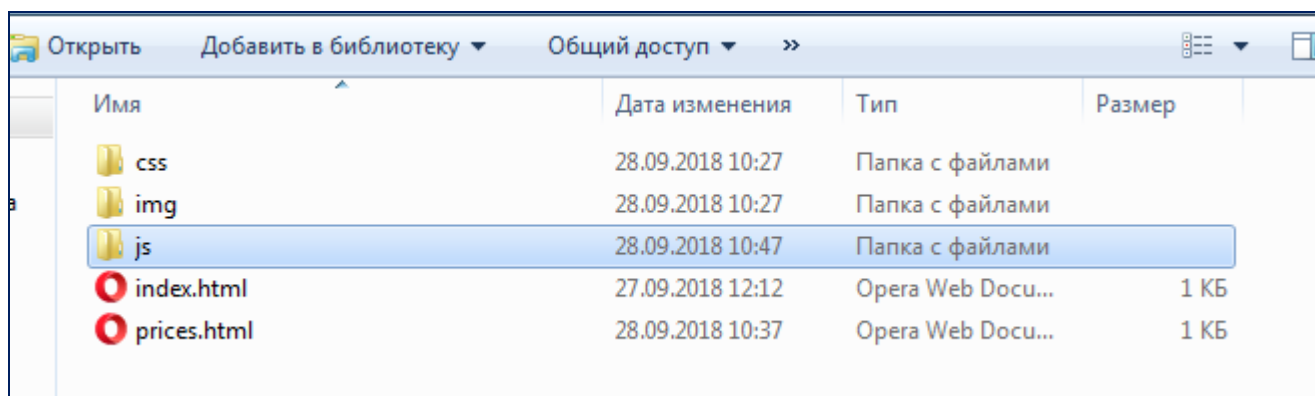 Открыть Добавить в библиотеку Общий доступ »
Имя Дата изменения Тип Размер
css 28.09.2018 10:27 Папка с файлами
img 28.09.2018 10:27 Папка с файлами
js 28.09.2018 10:47 Папка с файлами
index.html 27.09.2018 12:12 Opera Web Docu... 1 КБ
prices.html 28.09.2018 10:37 Opera Web Docu... 1 КБ